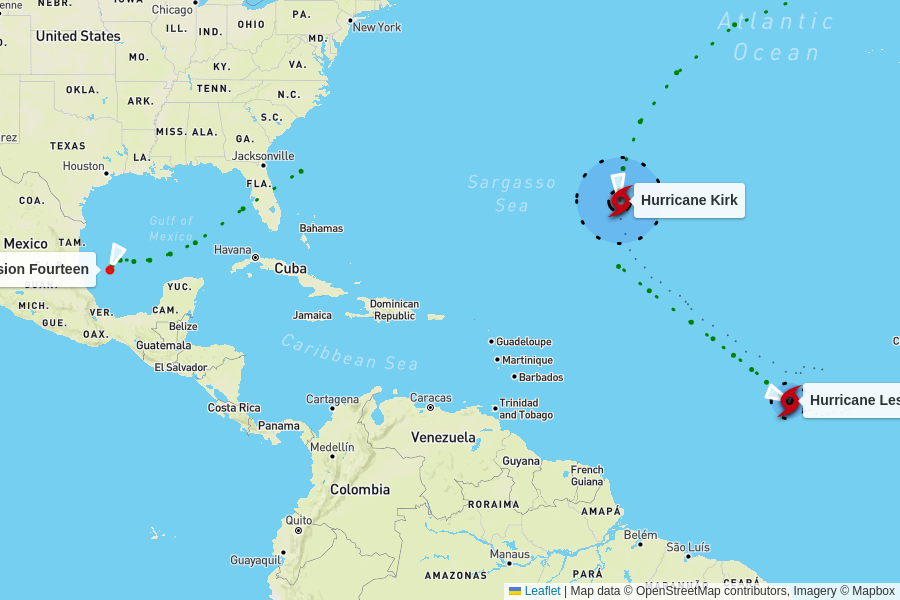 NEBR.
IOWA
Chicago
PA.
Atlantic
Ocean
ILL.
IND.
OHIO
New York
United States
MD.
MO.
KY.
VA.
OKLA.
ARK.
TENN.
N.C.
S.C.
MISS.
ALA.
GA.
TEXAS
LA.
Jacksonville
Houston
FLA.
Sargasso
Sea
Hurricane Kirk
COA.
Gulf of
Mexico
Bahamas
Mexico
TAM.
Havana
Cuba
sion Fourteen
GUAN.
YUC.
MICH.
VER.
CAM.
Dominican
Republic
Jamaica
GUE.
OAX.
Belize
Guatemala
Guadeloupe
Caribbean Sea
Martinique
El Salvador
Barbados
Costa Rica
Cartagena
Caracas
Trinidad
and Tobago
Hurricane Les
Panama
Medellín
Venezuela
Guyana
French
Guiana
Colombia
RORAIMA
AMAPÁ
Quito
Belém
São Luís
Guayaquil
Manaus
AMAZONAS
PARÁ
MARANHÃO
CEARÁ
Leaflet | Map data © OpenStreetMap contributors, Imagery © Mapbox